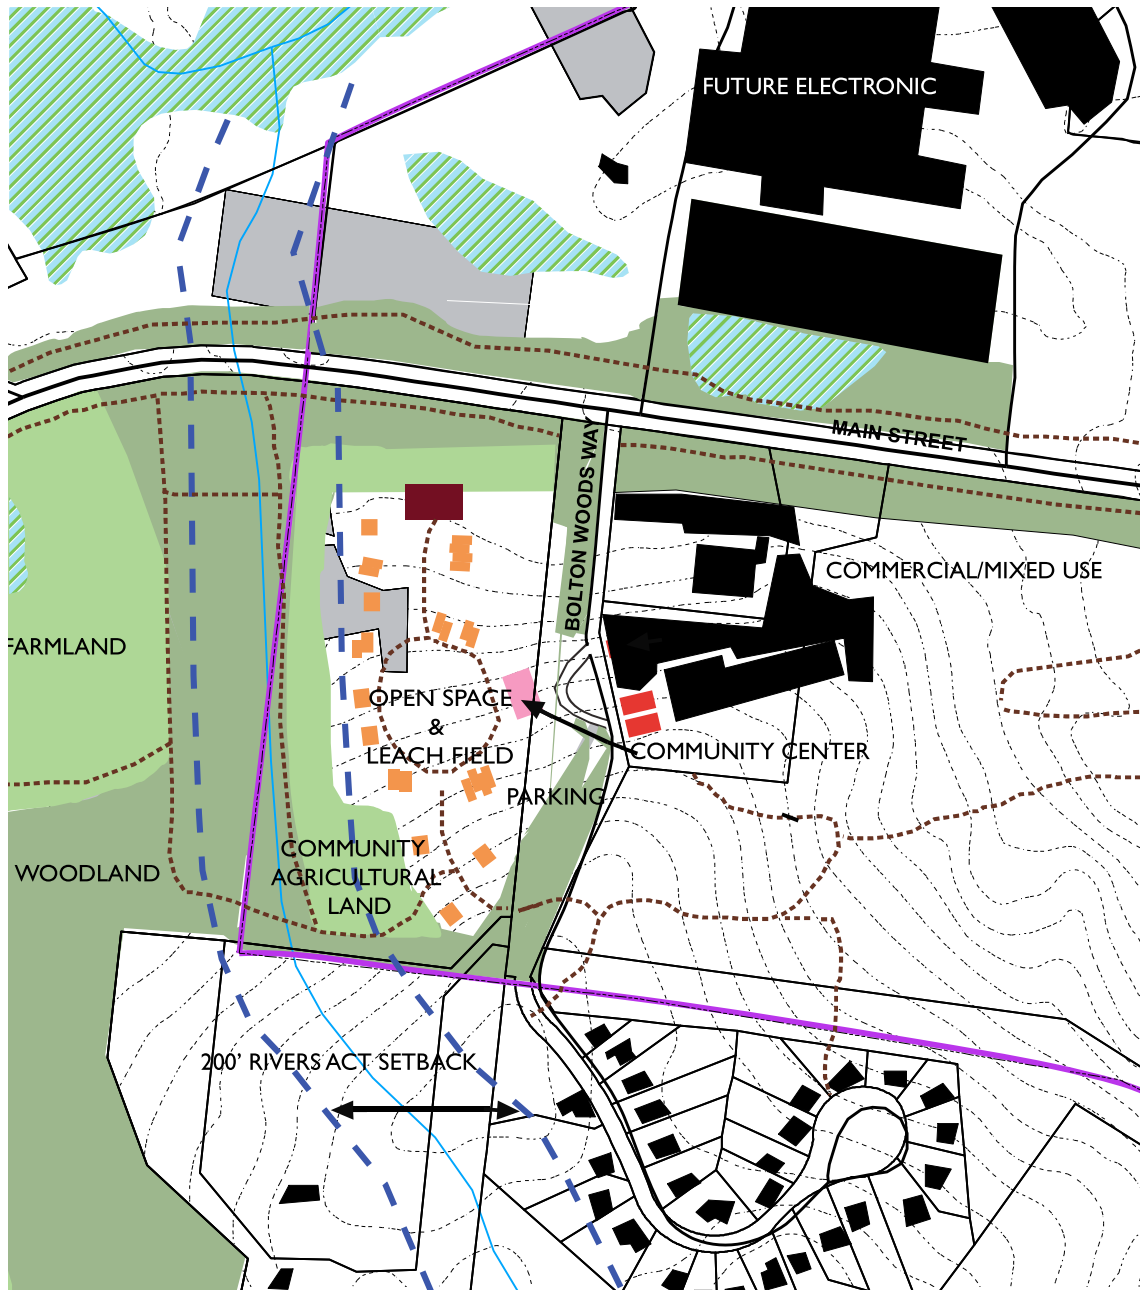 FUTURE ELECTRONIC
MAIN STREET
BOLTON WOODS WAY
COMMERCIAL/MIXED USE
FARMLAND
OPEN SPACE
&
LEACH FIELD
COMMUNITY CENTER
PARKING
COMMUNITY
AGRICULTURAL
LAND
WOODLAND
200’ RIVERS ACT SETBACK